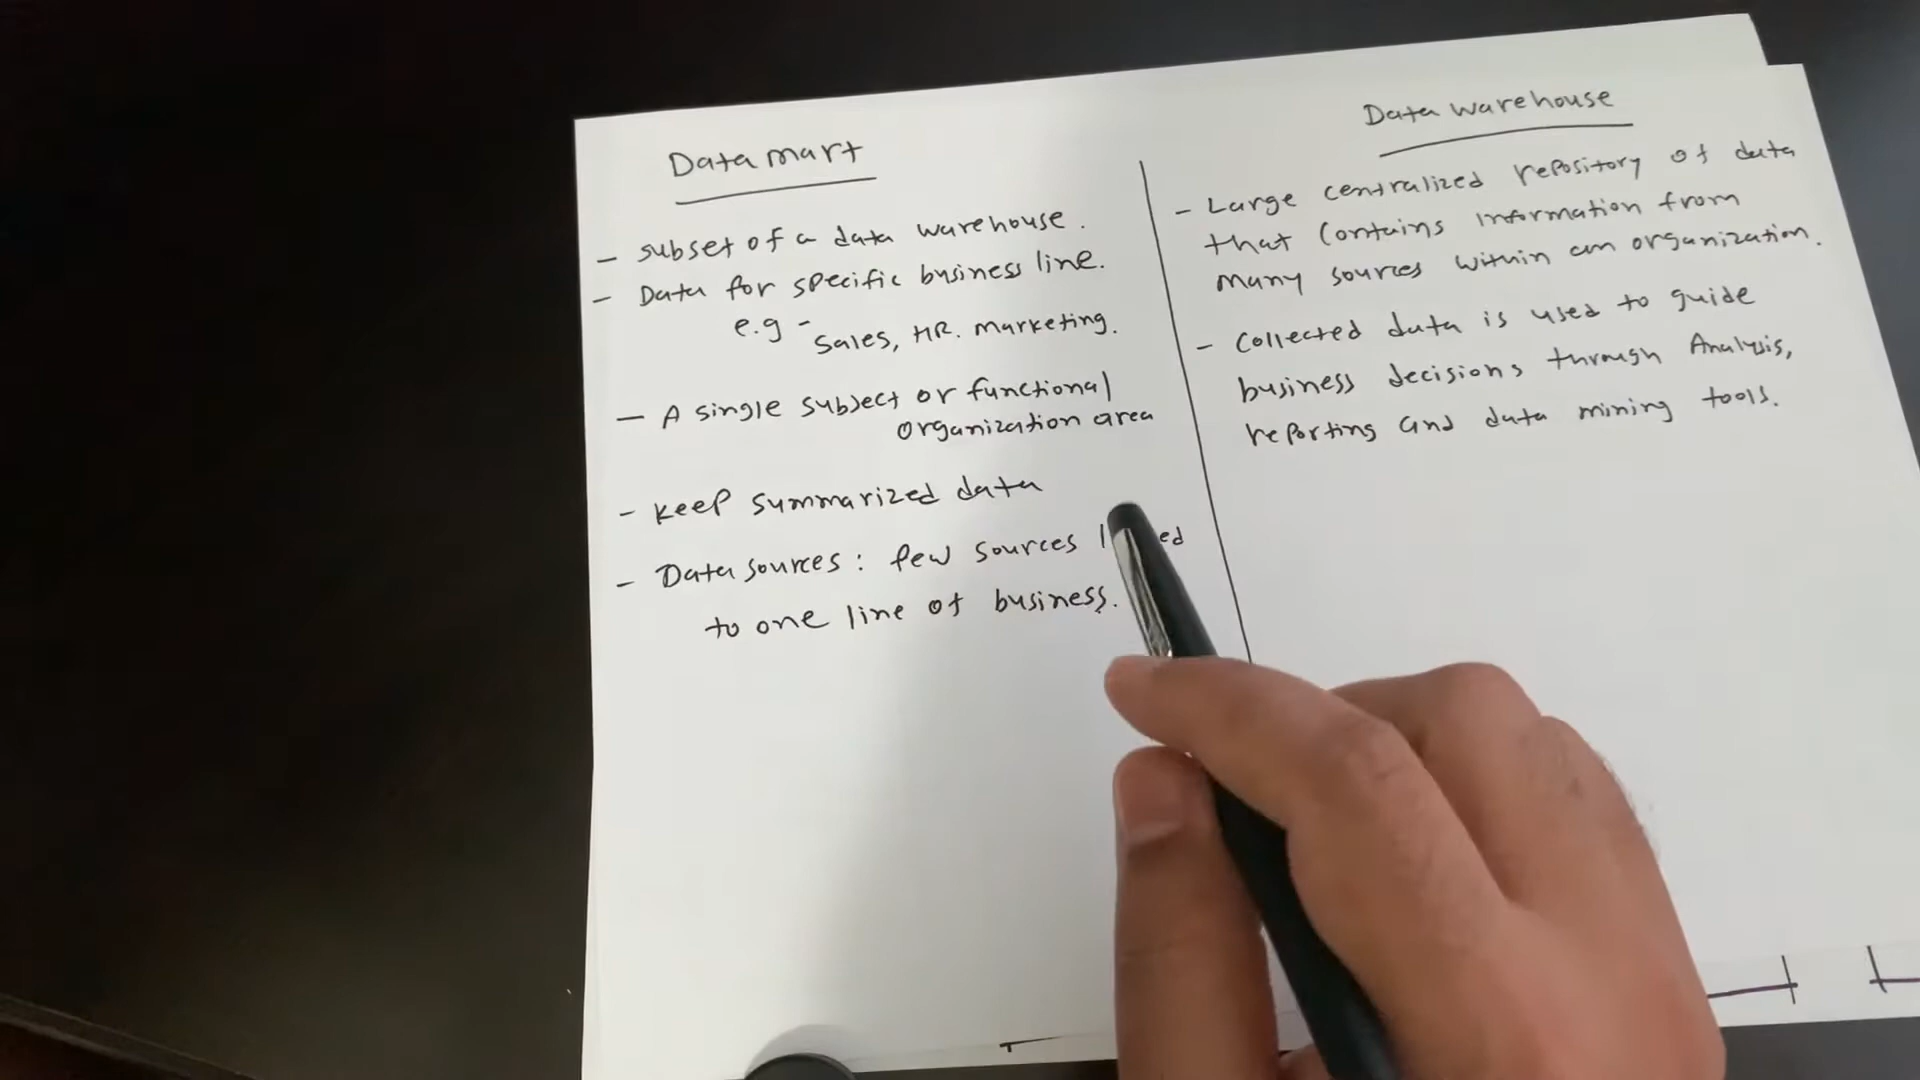 Data mart
- subset of a data warehouse.
- Data for specific business line.
e.g -
Sales, HR. marketing.
- A single subject or functional
organization area
- keep summarized data
- Data sources: few sources
to one line of business.
Data warehouse
- Large centralized repository of data
that contains information from
many sources within an organization.
- Collected data is used to guide
business decisions through Analysis,
reporting and data mining tools.